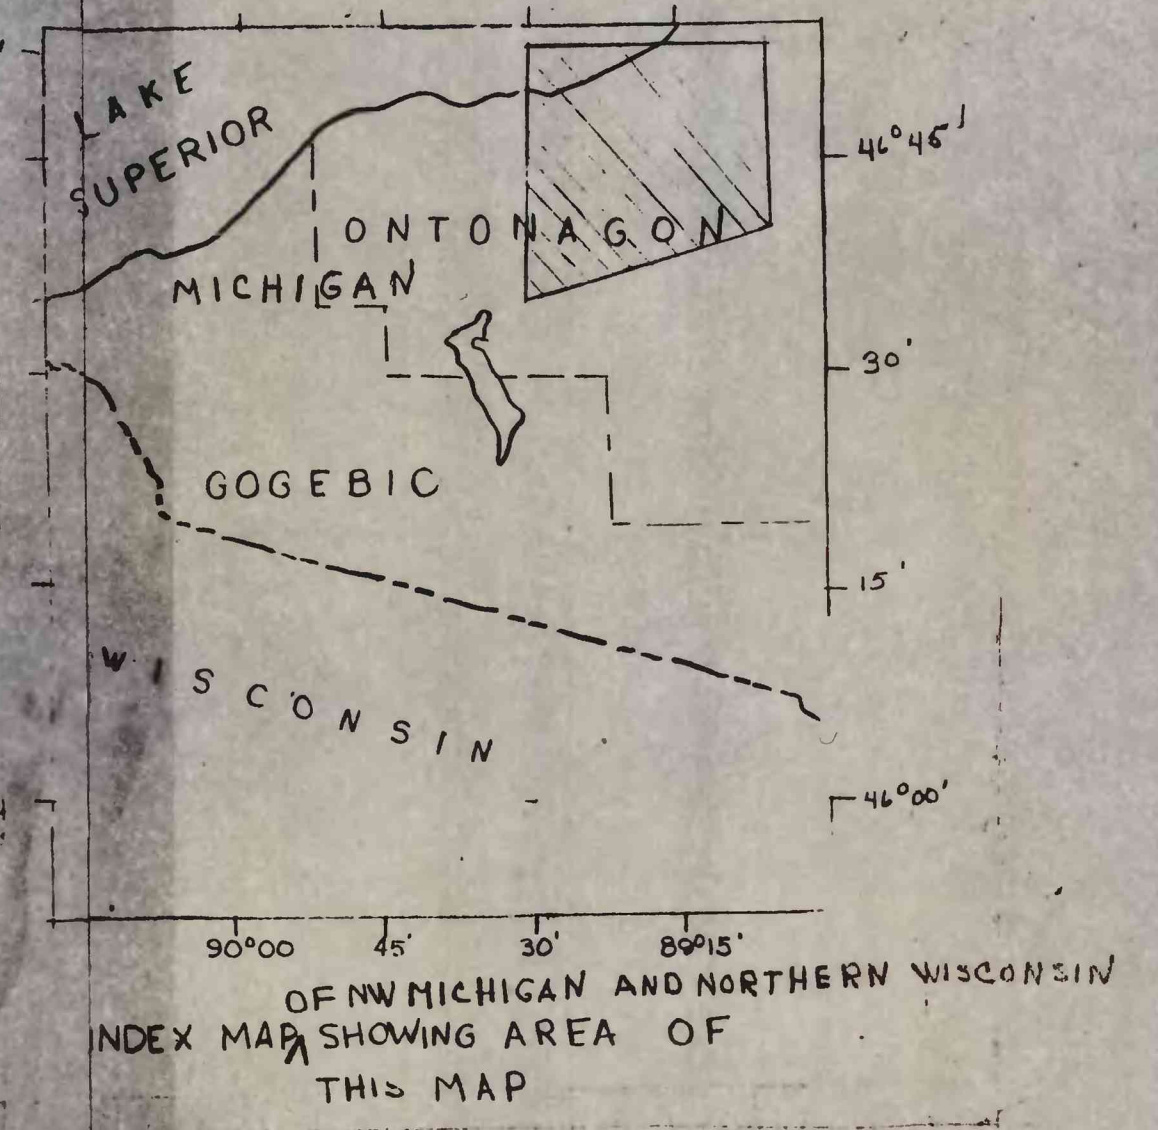 LAKE
SUPERIOR
46°45'
ONTONAGON
MICHIGAN
30'
GOGEBIC
15'
WISCONSIN
46°00'
90°00 45' 30' 89°15'
OF NW MICHIGAN AND NORTHERN WISCONSIN
INDEX MAP ∧ SHOWING AREA OF
THIS MAP